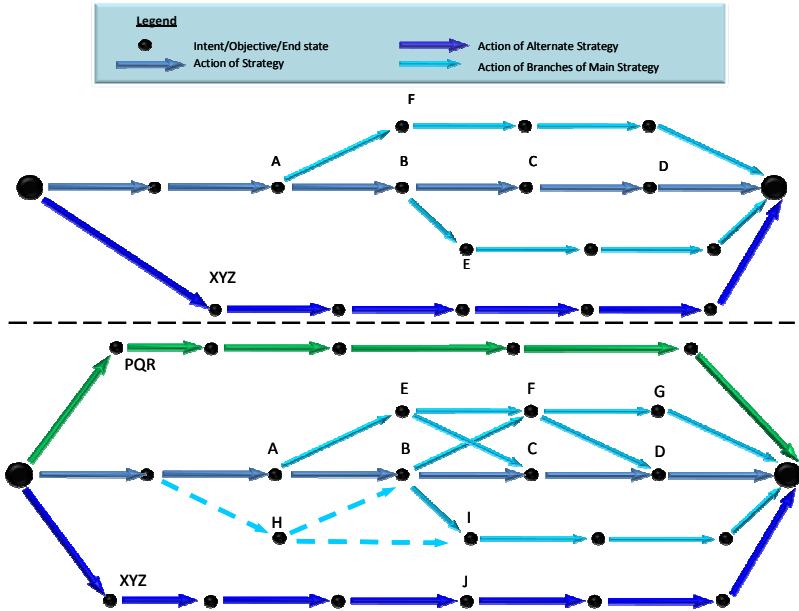 Legend
Intent/Objective/End state
Action of Alternate Strategy
Action of Strategy
Action of Branches of Main Strategy
F
A
B
C
D
E
XYZ
PQR
E
F
G
A
B
C
D
H
I
XYZ
J